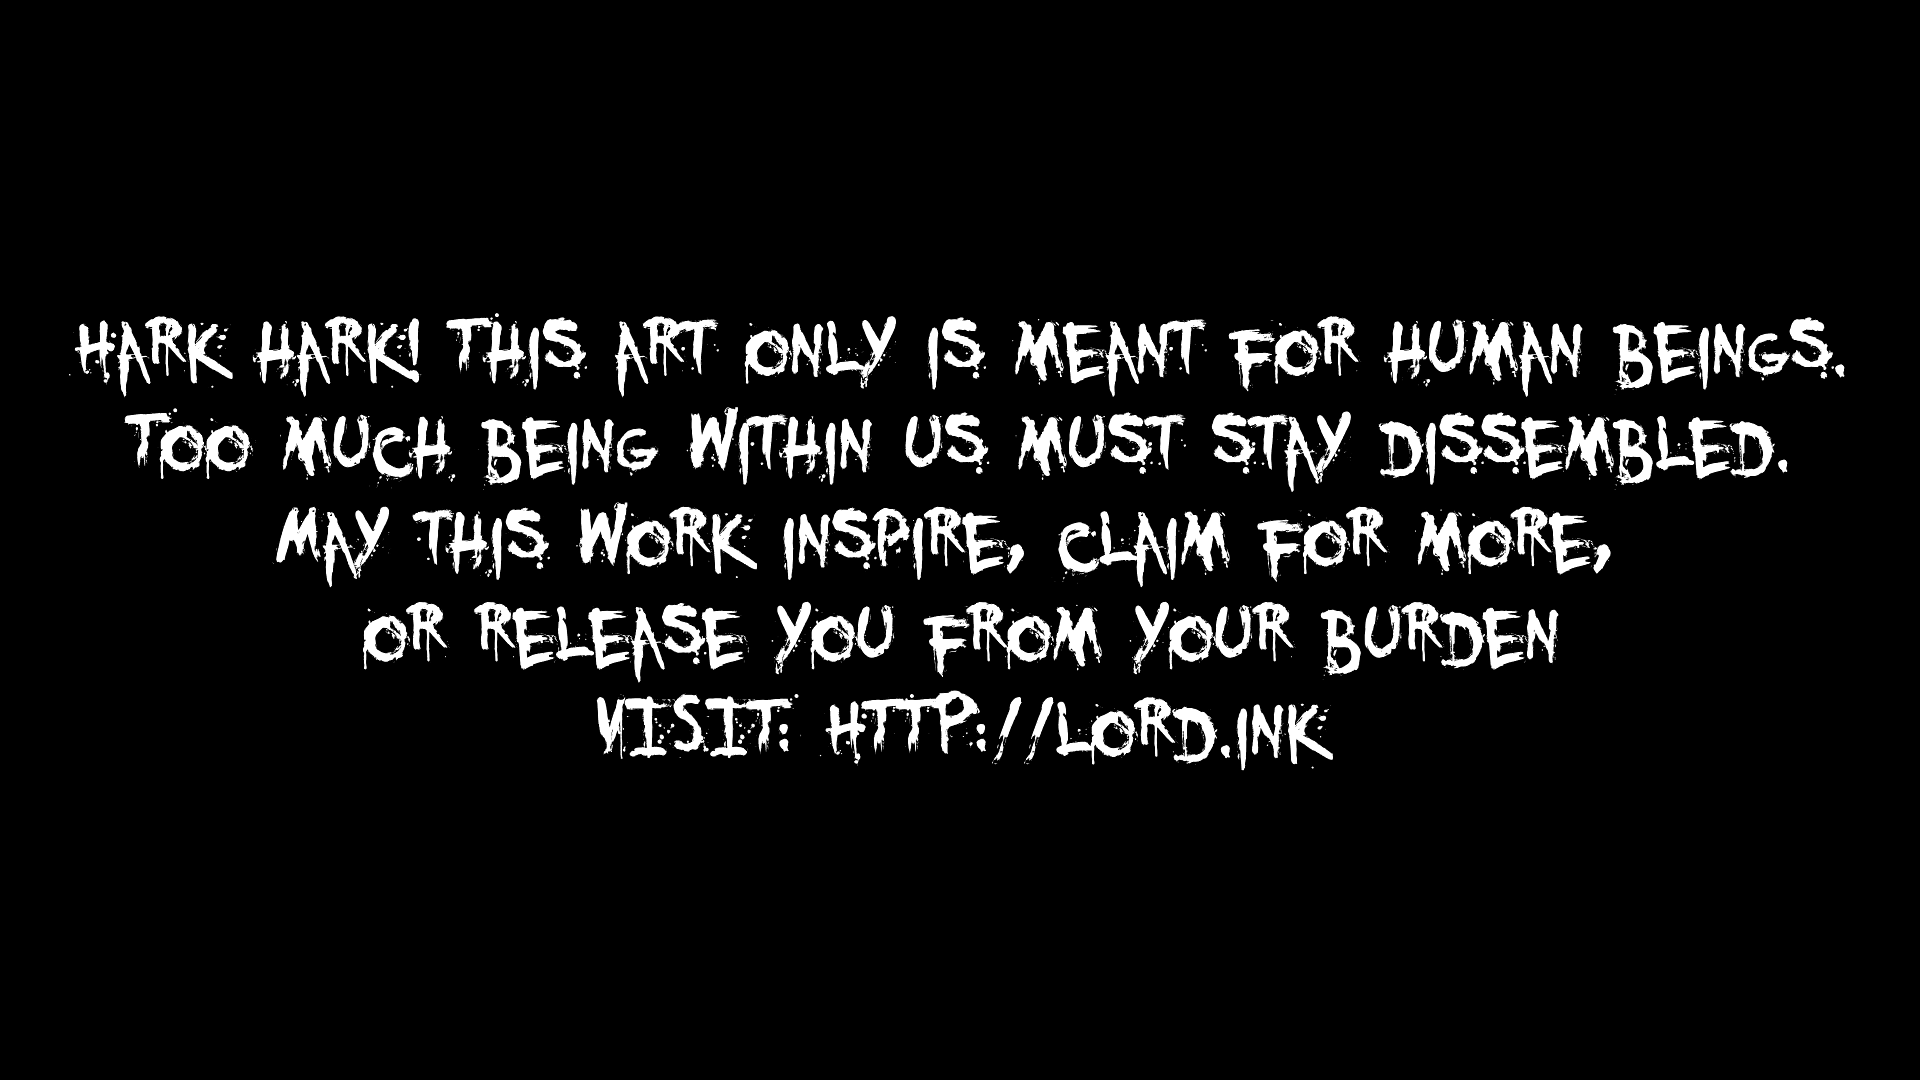 HARK HARK! THIS ART ONLY IS MEANT FOR HUMAN BEINGS.
TOO MUCH BEING WITHIN US MUST STAY DISSEMBLED.
MAY THIS WORK INSPIRE, CLAIM FOR MORE,
OR RELEASE YOU FROM YOUR BURDEN
VISIT: HTTP://LORD.INK